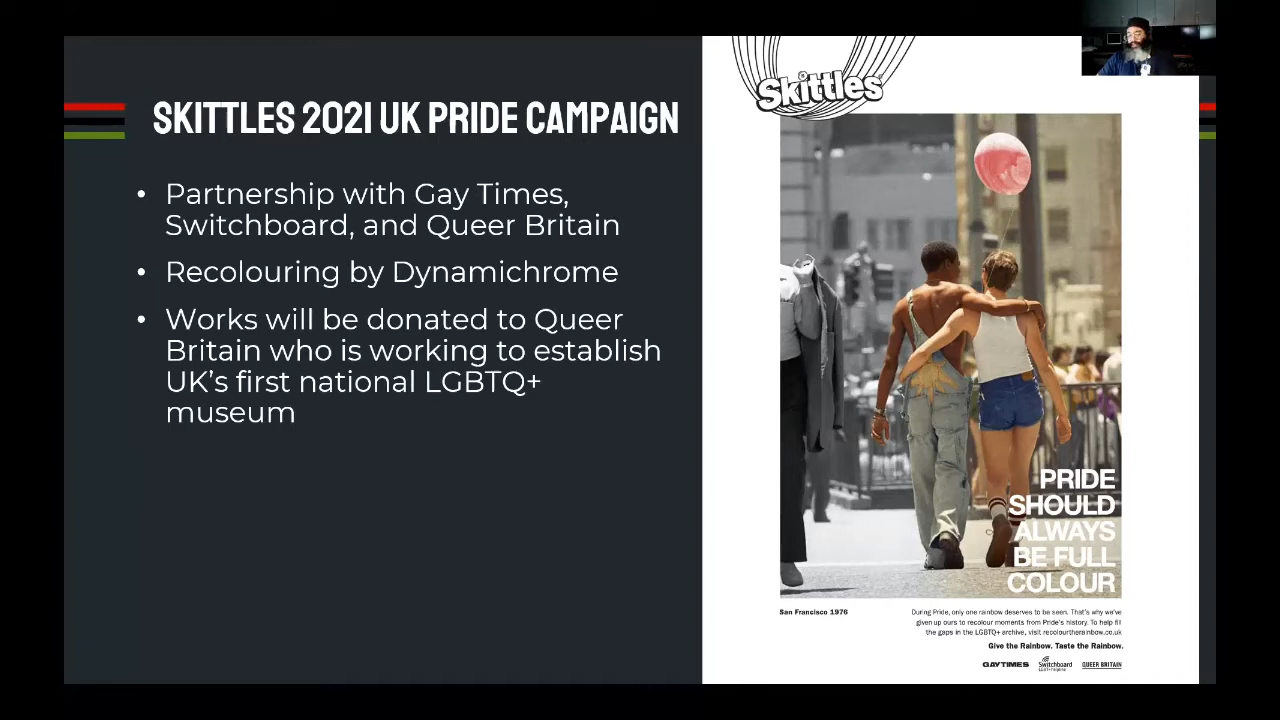 SKITTLES 2021 UK PRIDE CAMPAIGN
• Partnership with Gay Times,
Switchboard, and Queer Britain
• Recolouring by Dynamichrome
• Works will be donated to Queer
Britain who is working to establish
UK's first national LGBTQ+
museum
Skittles
PRIDE
SHOULD
ALWAYS
BE FULL
COLOUR
San Francisco 1976
During Pride, only one rainbow deserves to be seen. That's why we've
given up ours to recolour moments from Pride's history. To help fill
the gaps in the LGBTQ+ archive, visit recolourtherainbow.co.uk
Give the Rainbow. Taste the Rainbow.
GAYTIMES
Switchboard
LGBT+ helpline
QUEER BRITAIN